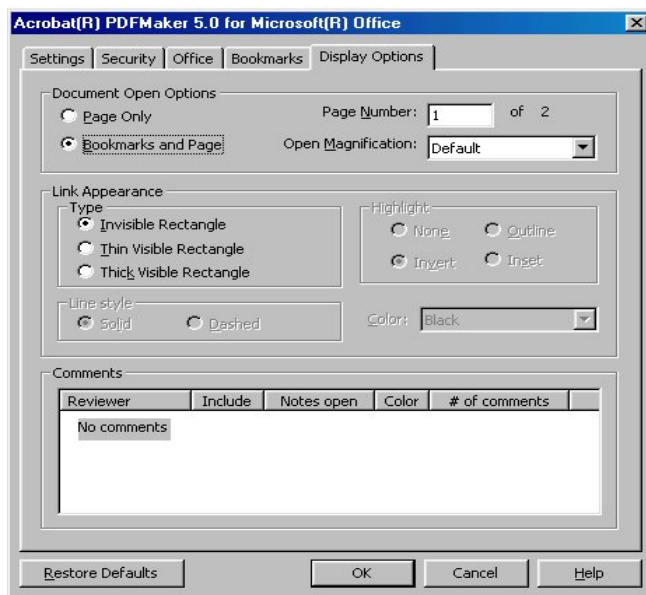 Acrobat(R) PDFMaker 5.0 for Microsoft(R) Office
Settings Security Office Bookmarks Display Options
Document Open Options
Page Only Page Number: 1 of 2
Bookmarks and Page Open Magnification: Default
Link Appearance
Type Highlight
Invisible Rectangle None Outline
Thin Visible Rectangle
Thick Visible Rectangle Invert Inset
Line style
Solid Dashed Color: Black
Comments
Reviewer Include Notes open Color # of comments
No comments
Restore Defaults OK Cancel Help